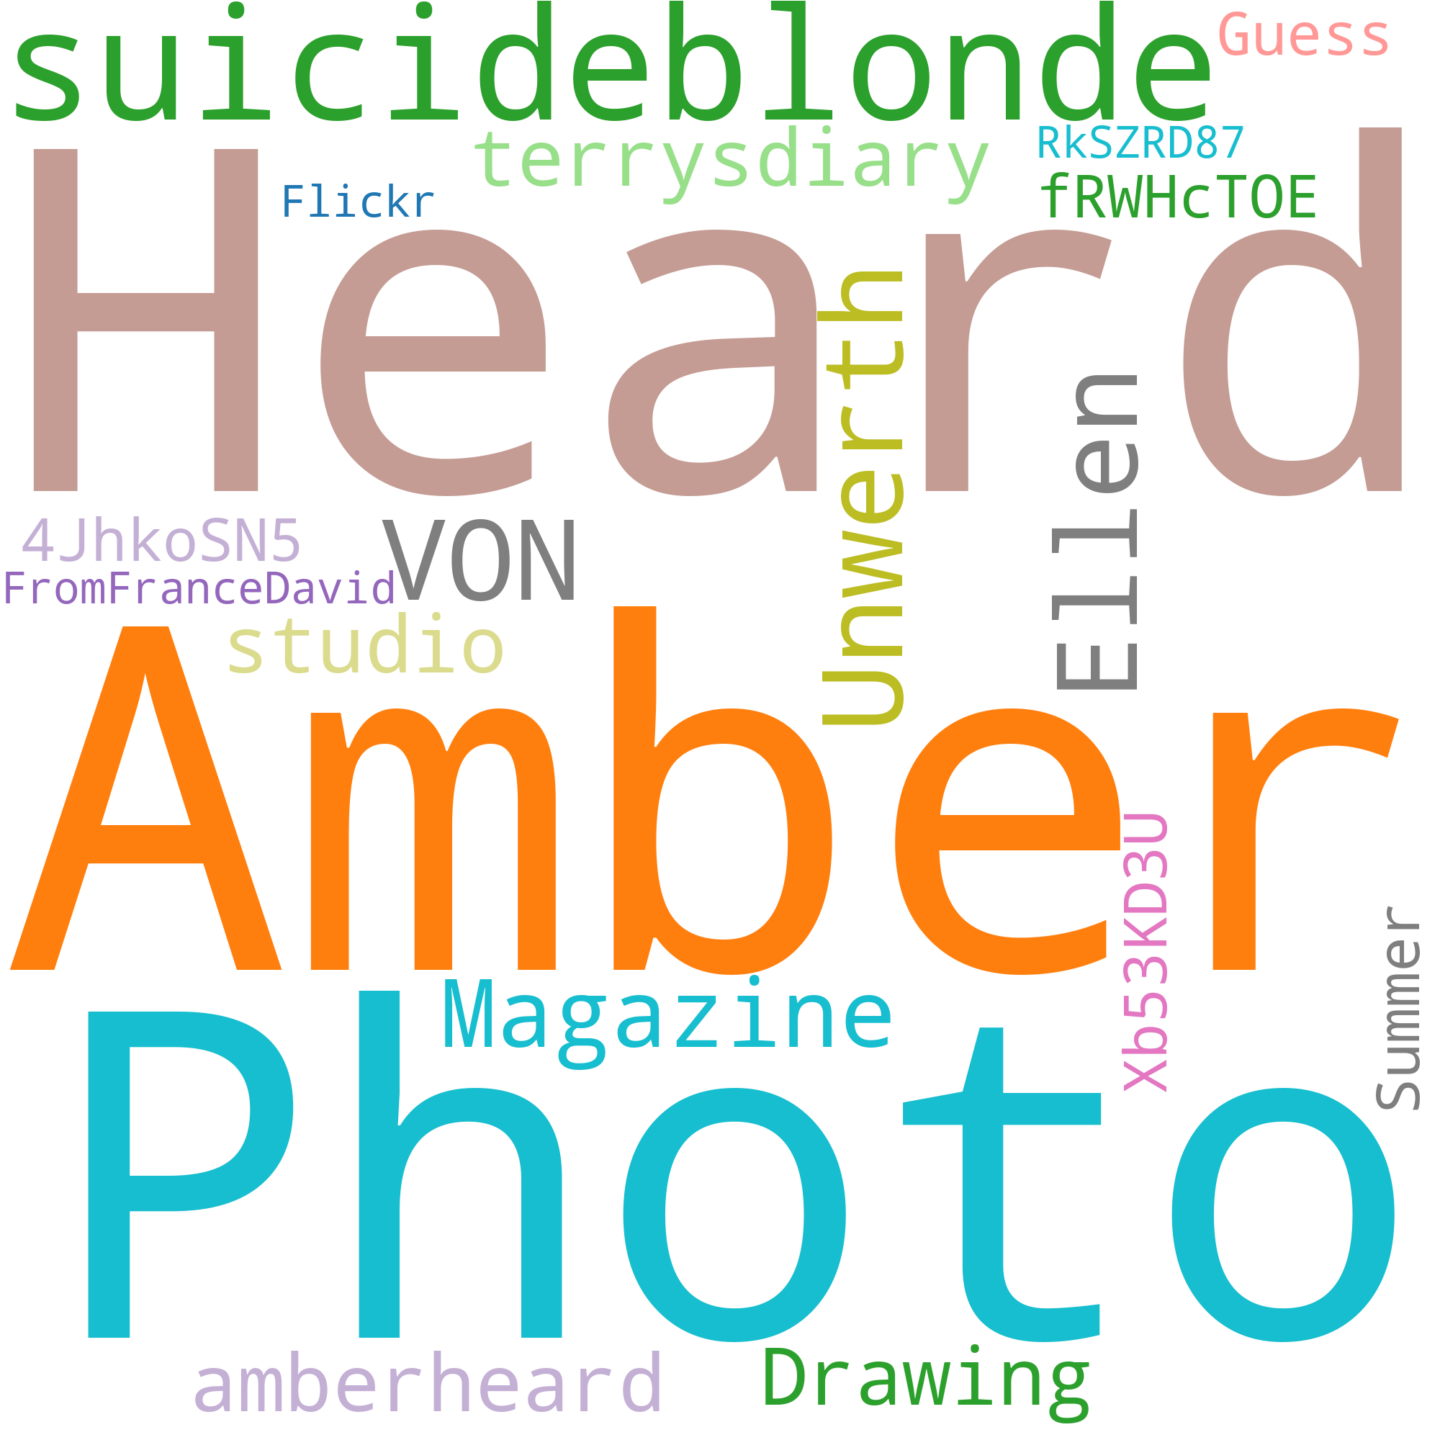 suicideblonde
Guess
terrysdiary
RkSZRD87
Flickr
fRWHcTOE
Heard
Unwerth
Ellen
4JhkoSN5
VON
FromFranceDavid
studio
Amber
Xb53KD3U
Summer
Magazine
Photo
amberheard
Drawing